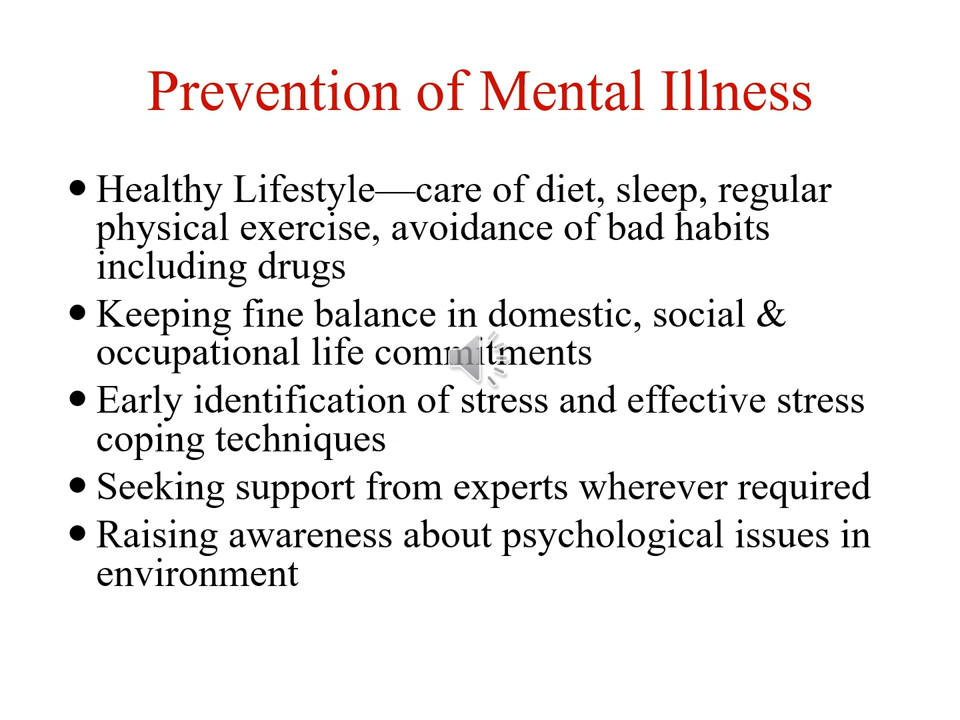 Prevention of Mental Illness
● Healthy Lifestyle—care of diet, sleep, regular
physical exercise, avoidance of bad habits
including drugs
● Keeping fine balance in domestic, social &
occupational life commitments
● Early identification of stress and effective stress
coping techniques
● Seeking support from experts wherever required
● Raising awareness about psychological issues in
environment